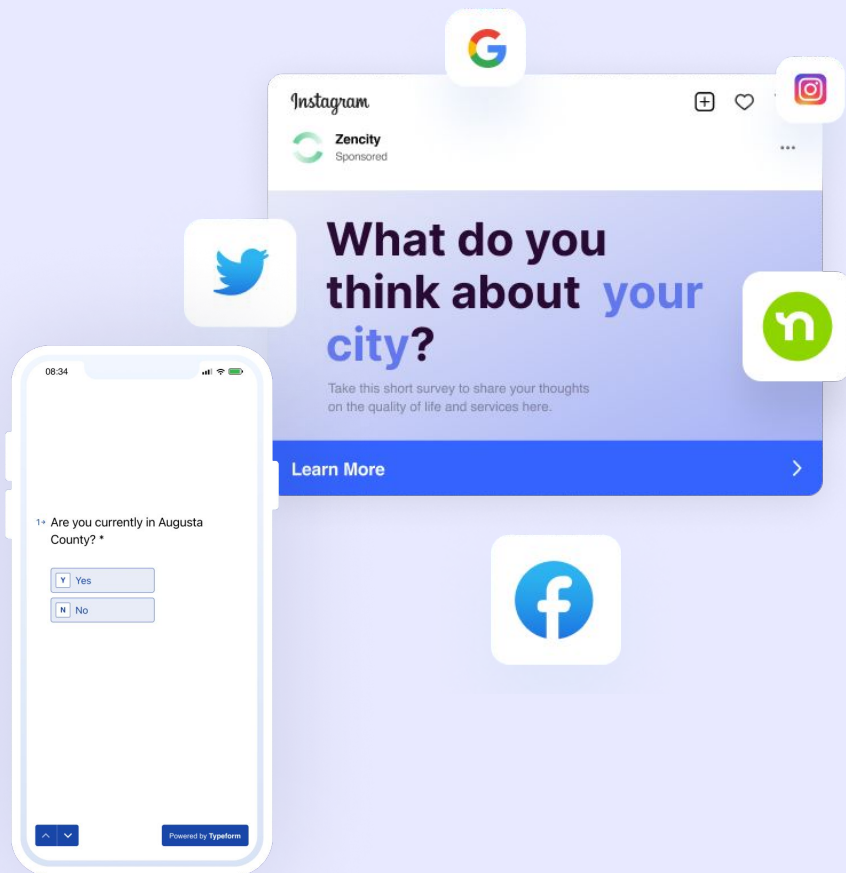 Instagram
Zencity
Sponsored
What do you
think about your
city?
Take this short survey to share your thoughts
on the quality of life and services here.
Learn More
08:34
1 Are you currently in Augusta
County? *
Y Yes
N No
Powered by Typeform